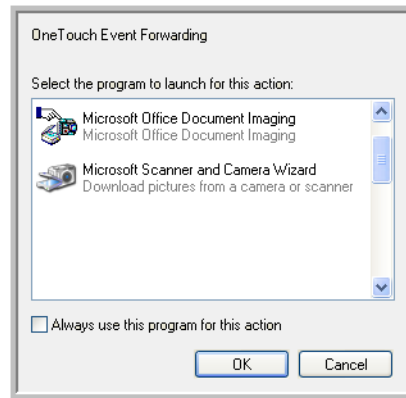 OneTouch Event Forwarding
Select the program to launch for this action:
Microsoft Office Document Imaging
Microsoft Office Document Imaging
Microsoft Scanner and Camera Wizard
Download pictures from a camera or scanner
Always use this program for this action
OK Cancel